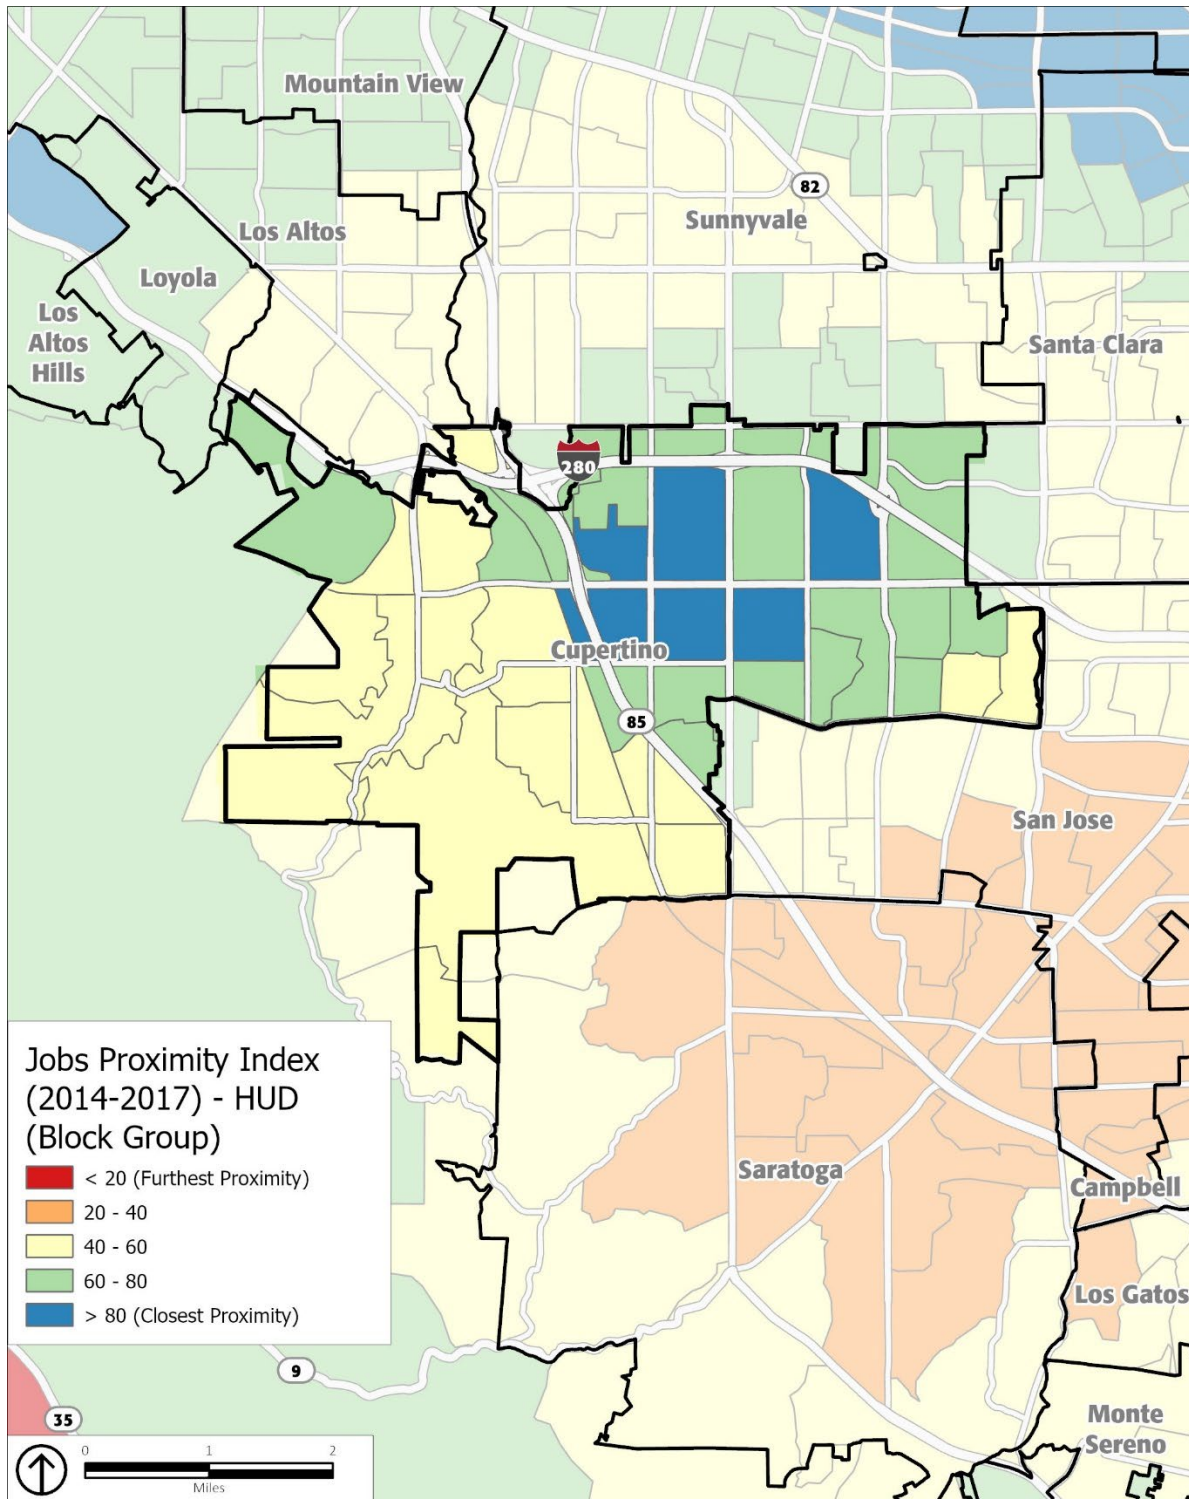 Mountain View
82
Sunnyvale
Los Altos
Loyola
Los
Altos
Hills
Santa Clara
280
Cupertino
85
San Jose
Saratoga
Campbell
Los Gatos
Monte
Sereno
Jobs Proximity Index
(2014-2017) - HUD
(Block Group)
< 20 (Furthest Proximity)
20 - 40
40 - 60
60 - 80
> 80 (Closest Proximity)
9
35
0 1 2
Miles